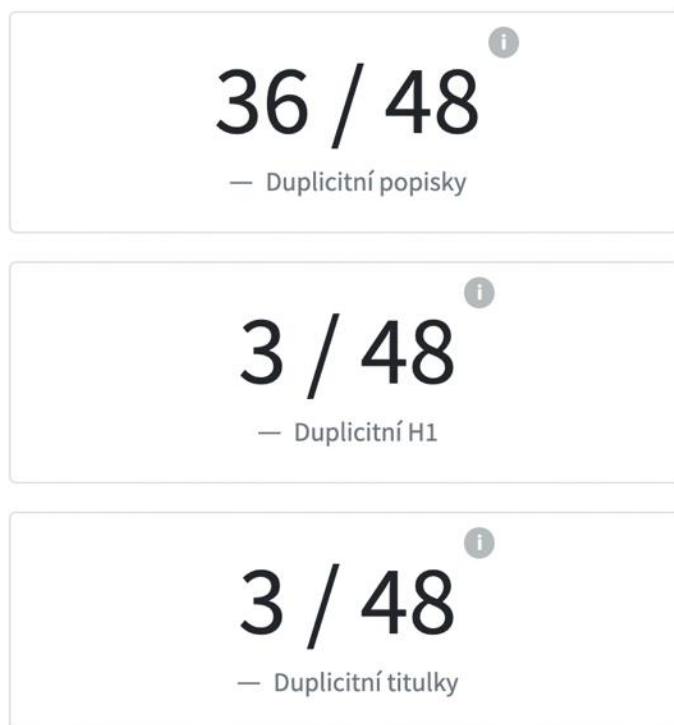 36 / 48
— Duplicitní popisky
3 / 48
— Duplicitní H1
3 / 48
— Duplicitní titulky